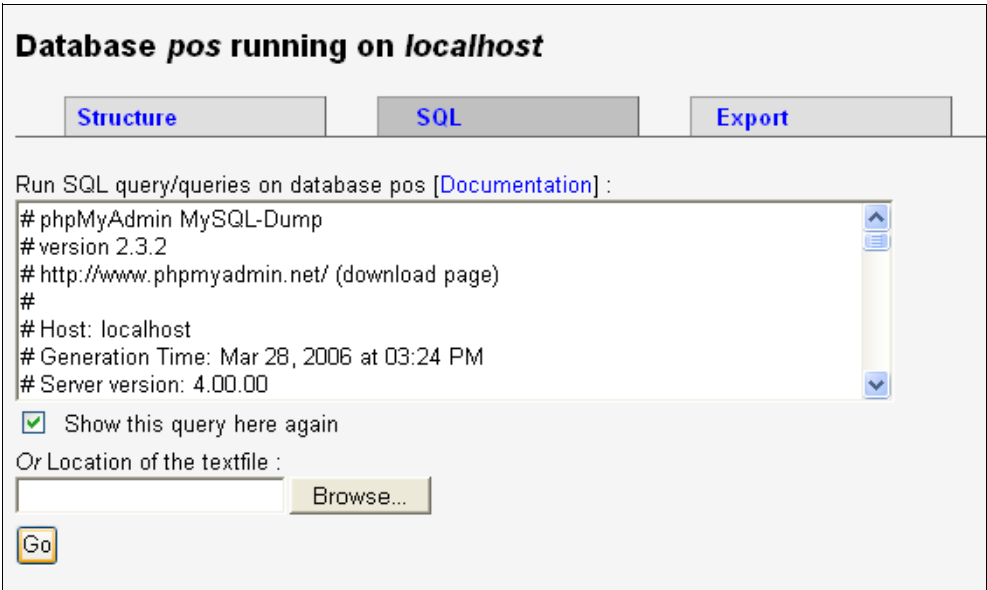 Database pos running on localhost
Structure SQL Export
Run SQL query/queries on database pos [Documentation] :
# phpMyAdmin MySQL-Dump
# version 2.3.2
# http://www.phpmyadmin.net/ (download page)
#
# Host: localhost
# Generation Time: Mar 28, 2006 at 03:24 PM
# Server version: 4.00.00
Show this query here again
Or Location of the textfile :
Browse...
Go